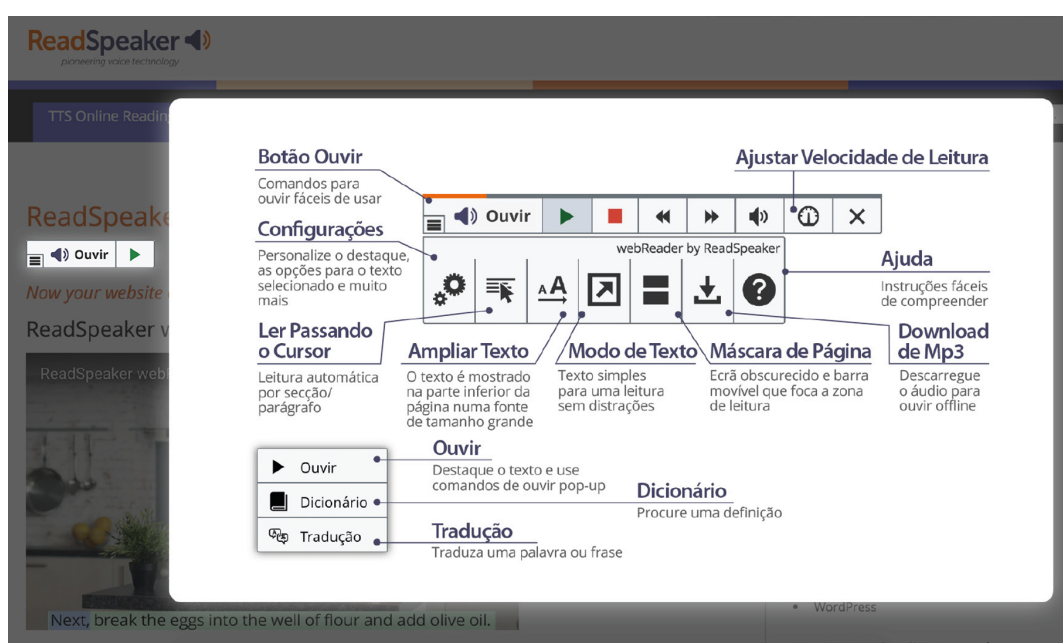 ReadSpeaker
pioneering voice technology
TTS Online Readin
ReadSpeake
Ouvir
Now your website
ReadSpeaker w
ReadSpeaker web
Botão Ouvir
Comandos para
ouvir fáceis de usar
Ajustar Velocidade de Leitura
Ouvir
webReader by ReadSpeaker
Configurações
Personalize o destaque,
as opções para o texto
selecionado e muito
mais
Ajuda
Instruções fáceis
de compreender
A A
Ler Passando
o Cursor
Leitura automática
por secção/
parágrafo
Ampliar Texto
O texto é mostrado
na parte inferior da
página numa fonte
de tamanho grande
Modo de Texto
Texto simples
para uma leitura
sem distrações
Máscara de Página
Ecrã obscurecido e barra
movível que foca a zona
de leitura
Download
de Mp3
Descarregue
o áudio para
ouvir offline
Ouvir
Dicionário
Tradução
Ouvir
Destaque o texto e use
comandos de ouvir pop-up
Dicionário
Procure uma definição
Tradução
Traduza uma palavra ou frase
WordPress
Next, break the eggs into the well of flour and add olive oil.